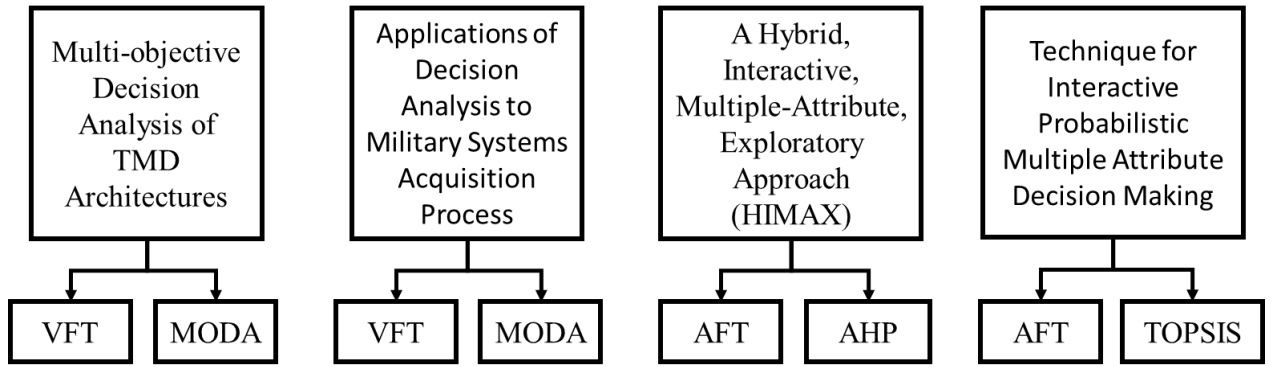 Multi-objective
Decision
Analysis of
TMD
Architectures
Applications of
Decision
Analysis to
Military Systems
Acquisition
Process
A Hybrid,
Interactive,
Multiple-Attribute,
Exploratory
Approach
(HIMAX)
Technique for
Interactive
Probabilistic
Multiple Attribute
Decision Making
VFT
MODA
VFT
MODA
AFT
AHP
AFT
TOPSIS